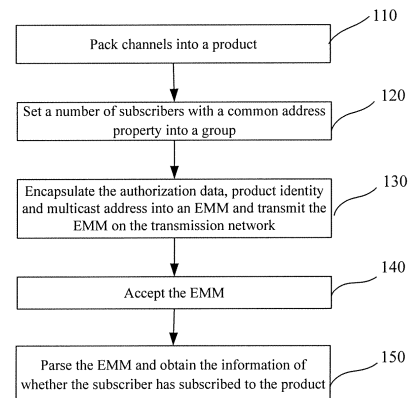 110
Pack channels into a product
120
Set a number of subscribers with a common address
property into a group
130
Encapsulate the authorization data, product identity
and multicast address into an EMM and transmit the
EMM on the transmission network
140
Accept the EMM
150
Parse the EMM and obtain the information of
whether the subscriber has subscribed to the product